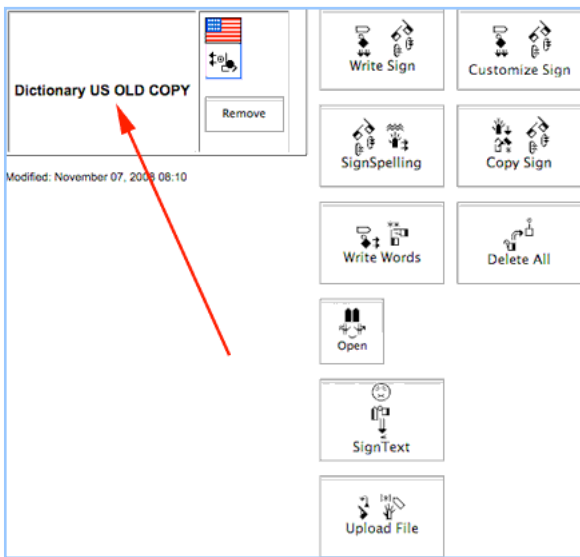 Dictionary US OLD COPY
Remove
Modified: November 07, 2008 08:10
Write Sign
Customize Sign
SignSpelling
Copy Sign
Write Words
Delete All
Open
SignText
Upload File